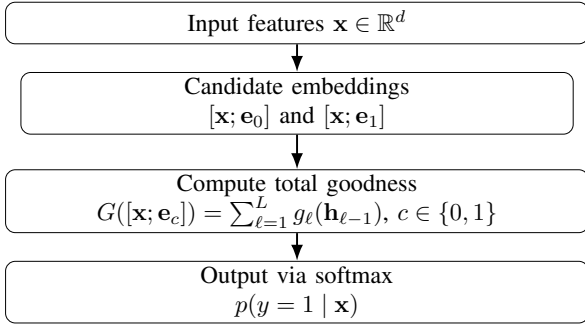 Input features x ∈ ℝ^d
Candidate embeddings
[x; e_0] and [x; e_1]
Compute total goodness
G([x; e_c]) = ∑_{ℓ=1}^{L} g_ℓ(h_{ℓ−1}), c ∈ {0, 1}
Output via softmax
p(y = 1 | x)